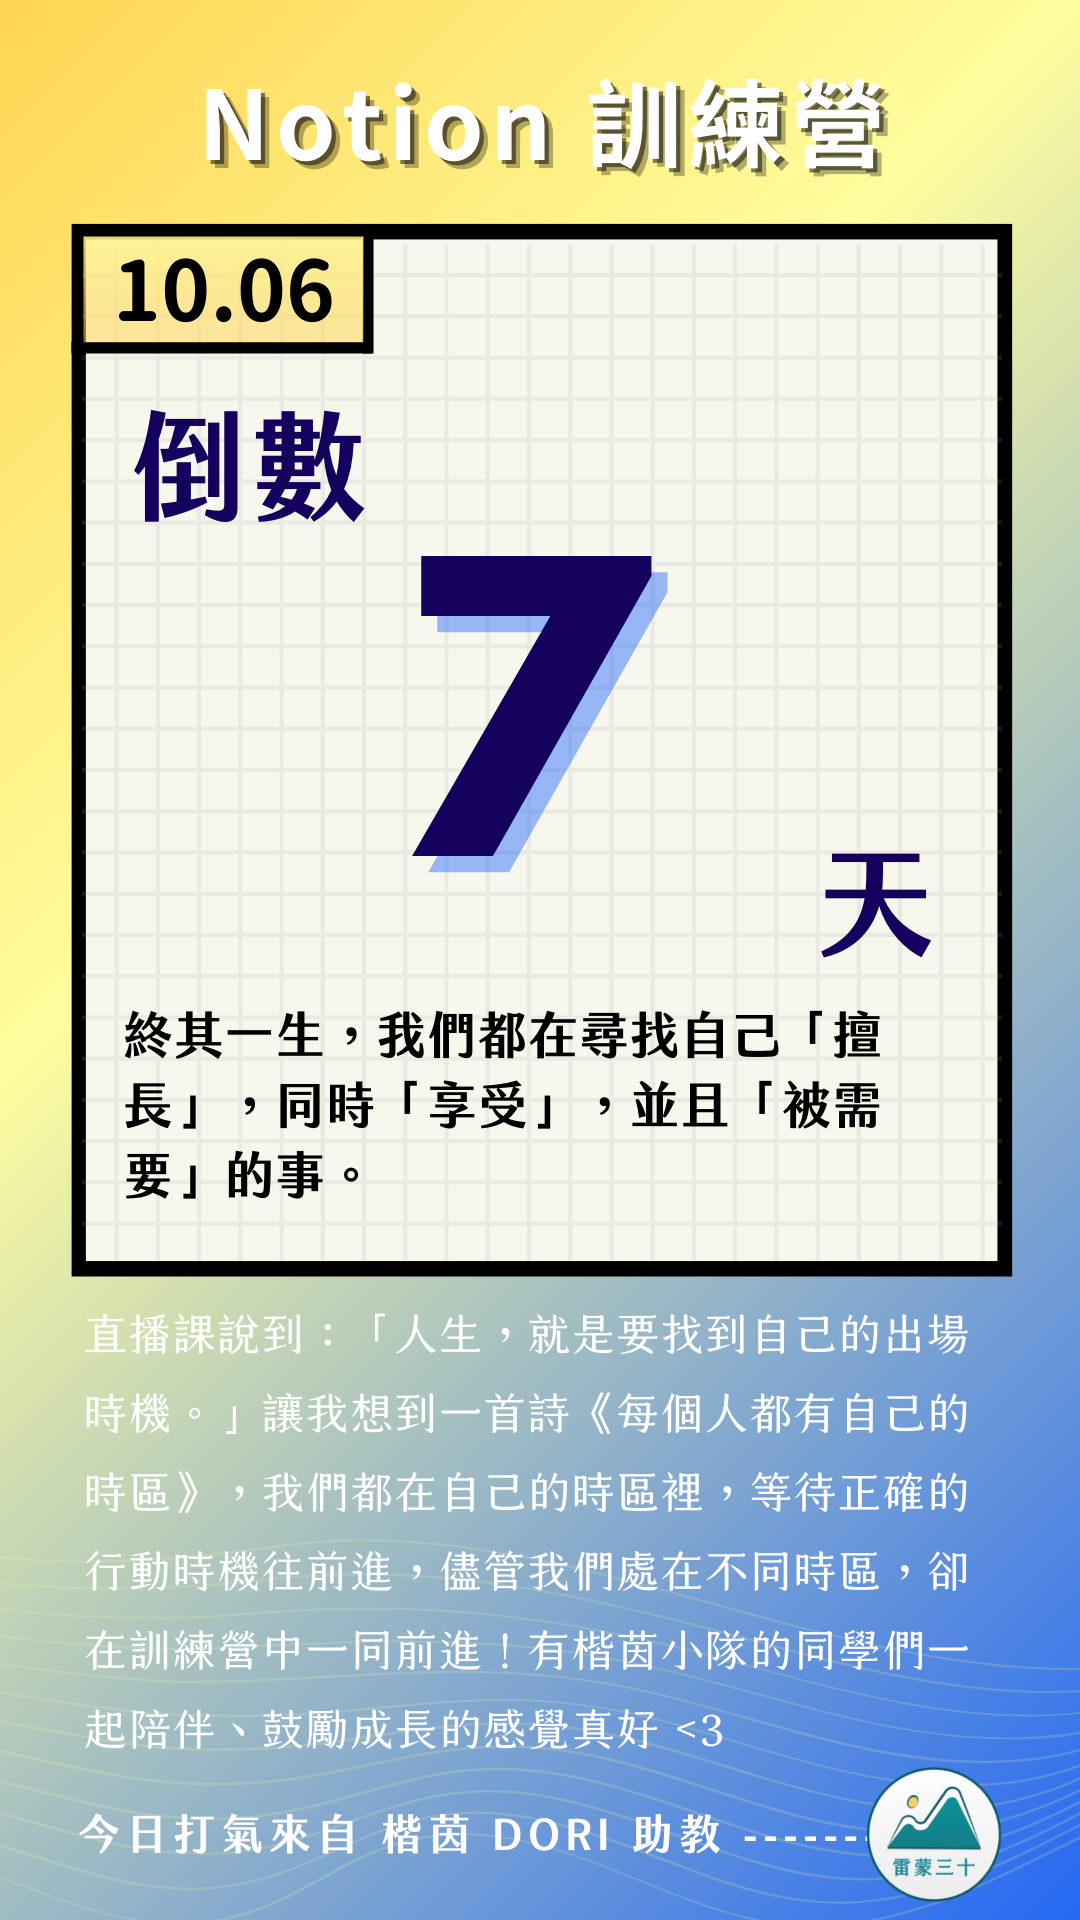 Notion 訓練營
10.06
倒數
7
天
終其一生，我們都在尋找自己「擅
長」，同時「享受」，並且「被需
要」的事。
直播課說到：「人生，就是要找到自己的出場
時機。」讓我想到一首詩《每個人都有自己的
時區》，我們都在自己的時區裡，等待正確的
行動時機往前進，儘管我們處在不同時區，卻
在訓練營中一同前進！有楷茵小隊的同學們一
起陪伴、鼓勵成長的感覺真好 <3
今日打氣來自 楷茵 DORI 助教 -------
雷蒙三十